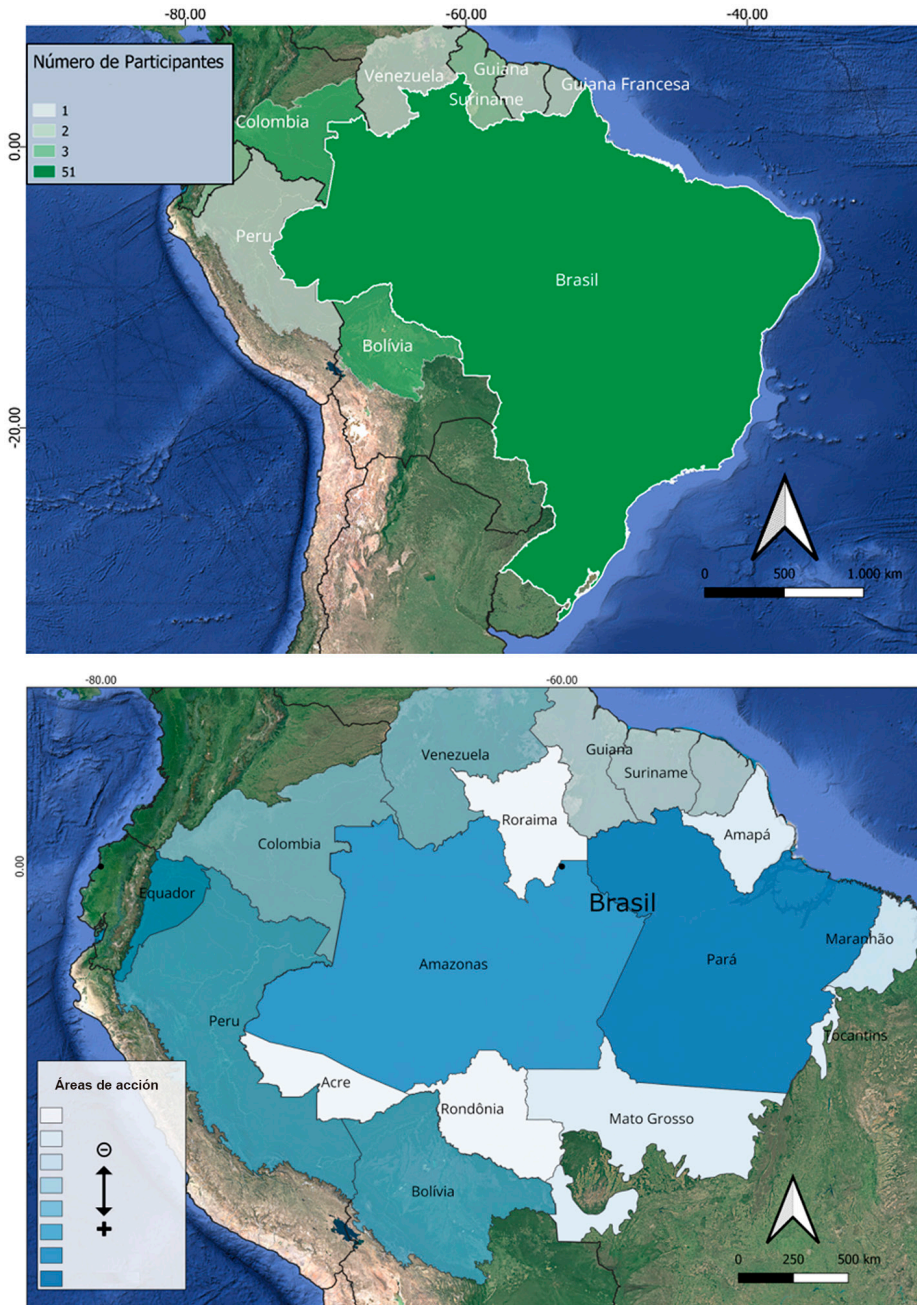 -80.00
-60.00
-40.00
Número de Participantes
1
2
3
51
Venezuela
Guiana
Suriname
Guiana Francesa
Colombia
0.00
Peru
Brasil
Bolívia
-20.00
0
500
1.000 km
-80.00
-60.00
Venezuela
Guiana
Suriname
Roraima
Amapá
Colombia
0.00
Equador
Brasil
Maranhão
Amazonas
Pará
Peru
Tocantins
Áreas de acción
Acre
Rondônia
Mato Grosso
Bolívia
0
250
500 km